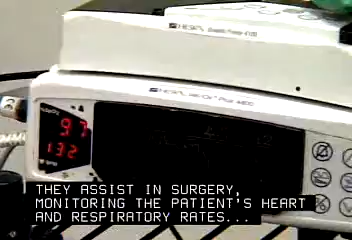 97
132
THEY ASSIST IN SURGERY,
MONITORING THE PATIENT'S HEART
AND RESPIRATORY RATES...